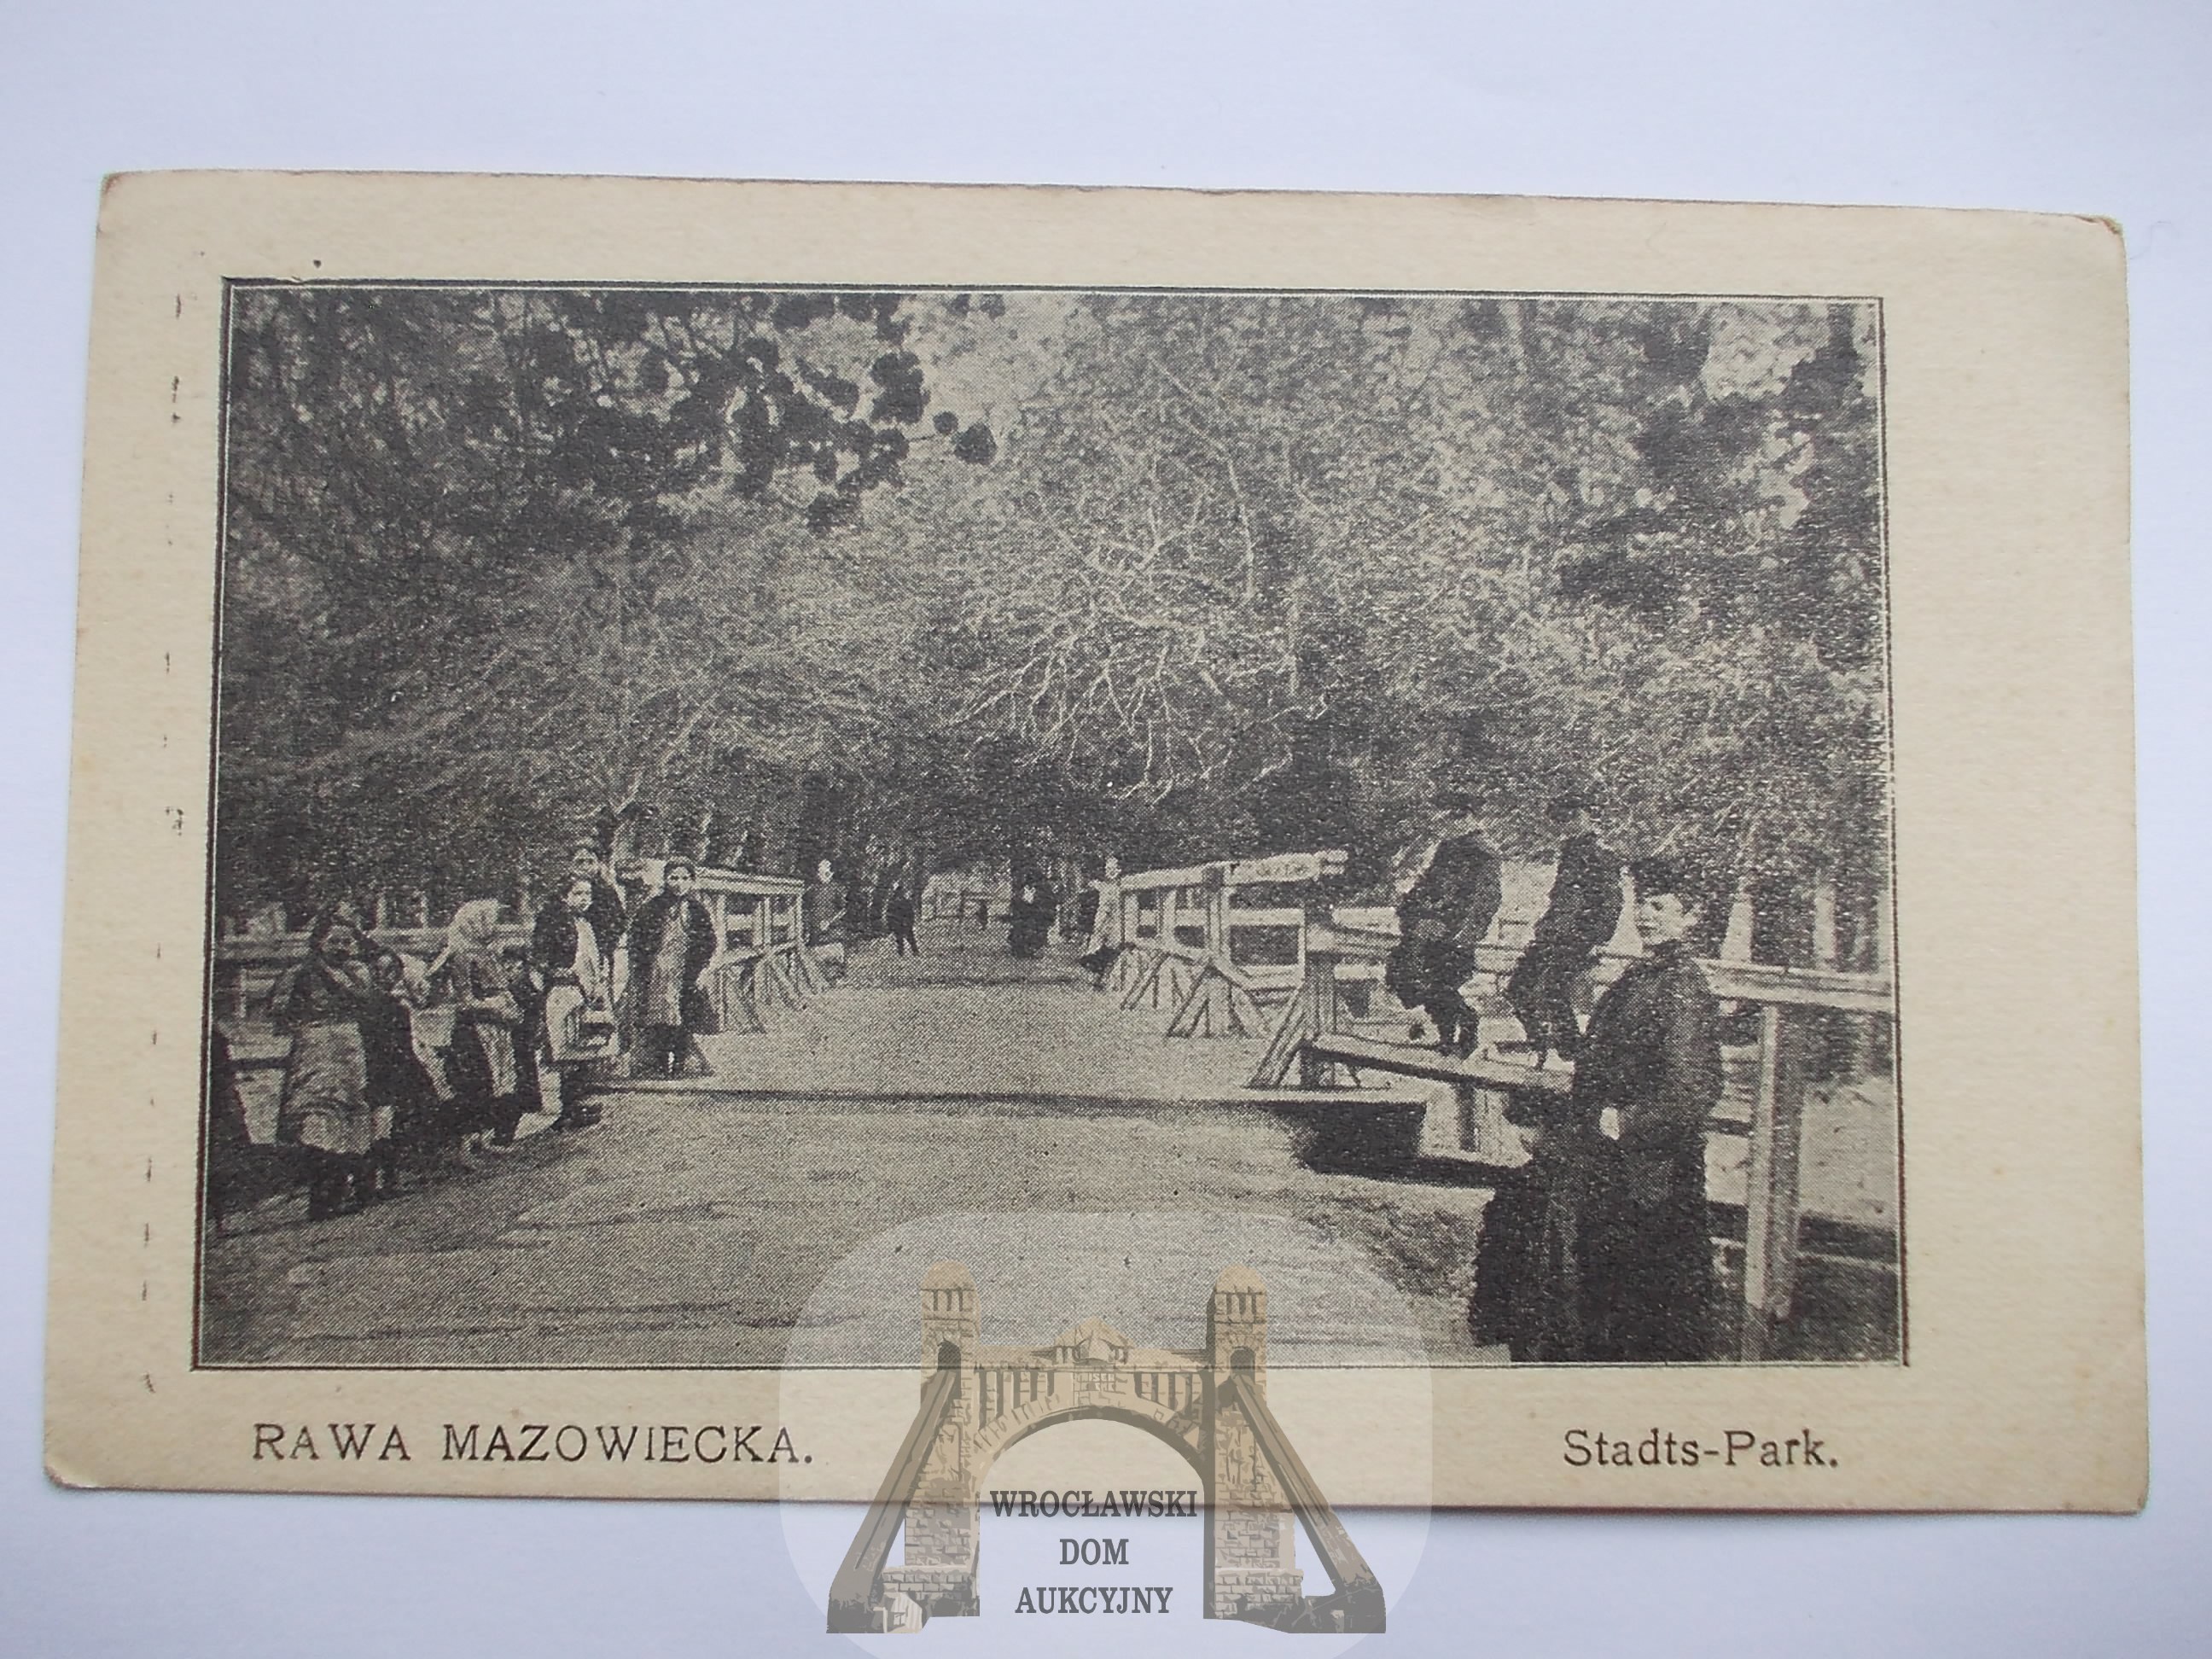 RAWA MAZOWIECKA.
Stadts-Park.
WROCŁAWSKI
DOM
AUKCYJNY